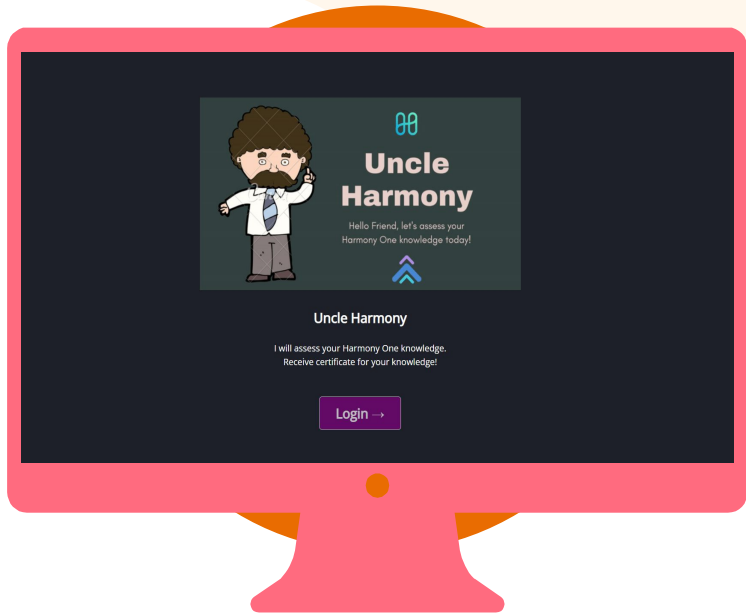 Uncle
Harmony
Hello Friend, let's assess your
Harmony One knowledge today!
Uncle Harmony
I will assess your Harmony One knowledge.
Receive certificate for your knowledge!
Login →